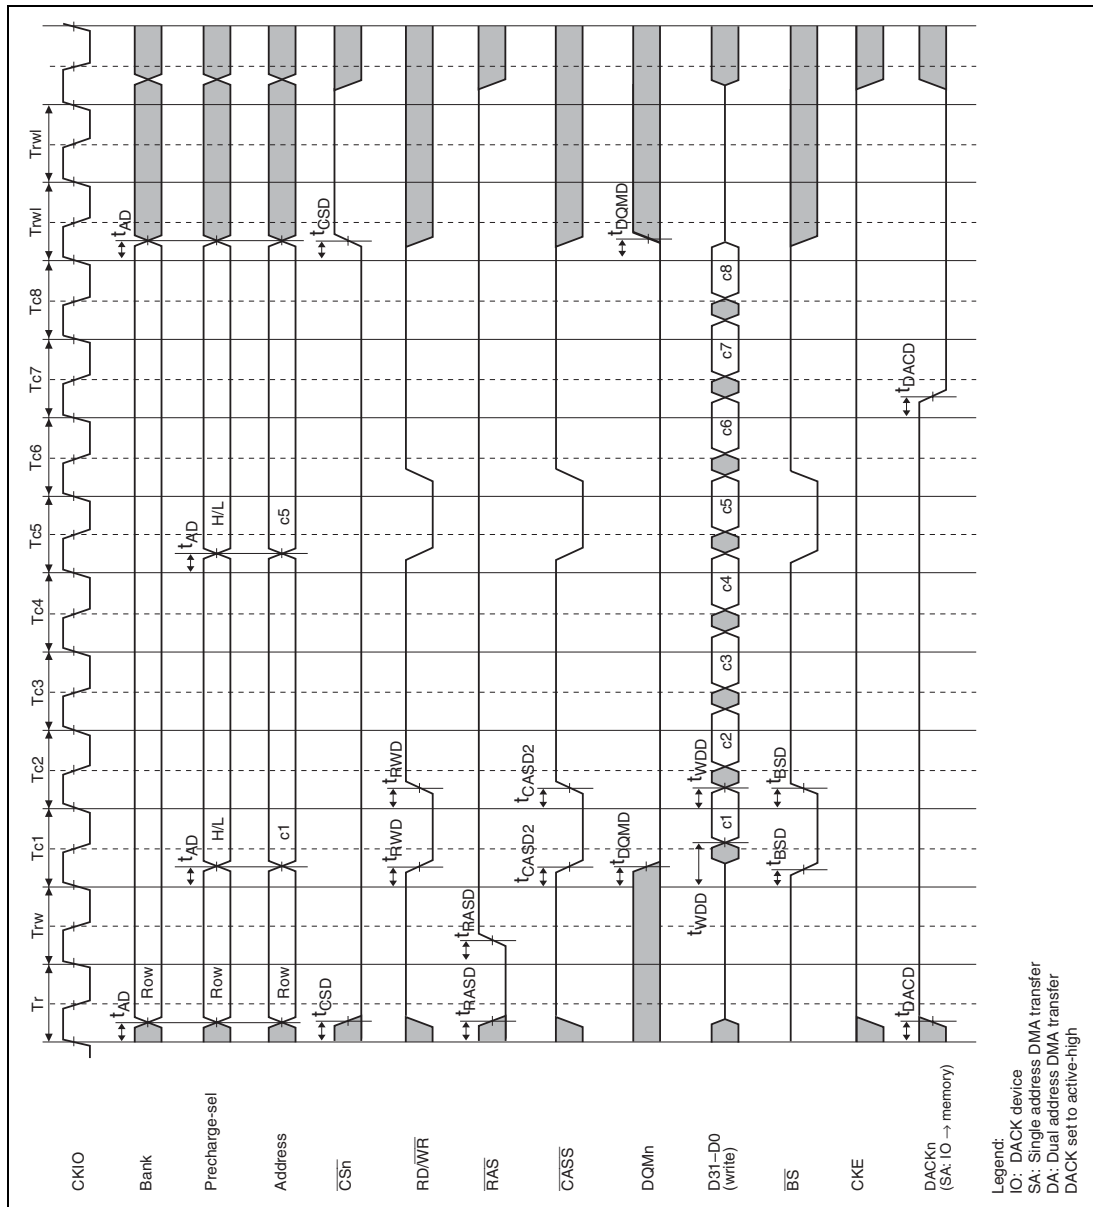 Tr Trw Tc1 Tc2 Tc3 Tc4 Tc5 Tc6 Tc7 Tc8 Trwl Trwl
CKIO
tAD tAD
Bank Row
tAD tAD
Precharge-sel Row H/L H/L
Address Row c1 c5
tCSD tCSD
CSn
tRWD tRWD
RD/WR
tRASD tRASD
RAS
tCASD2 tCASD2
CASS
tDQMD tDQMD
DQMn
tWDD tWDD
D31–D0
(write)
c1 c2 c3 c4 c5 c6 c7 c8
tBSD tBSD
BS
CKE
tDACD tDACD
DACKn
(SA: IO → memory)
Legend:
IO: DACK device
SA: Single address DMA transfer
DA: Dual address DMA transfer
DACK set to active-high